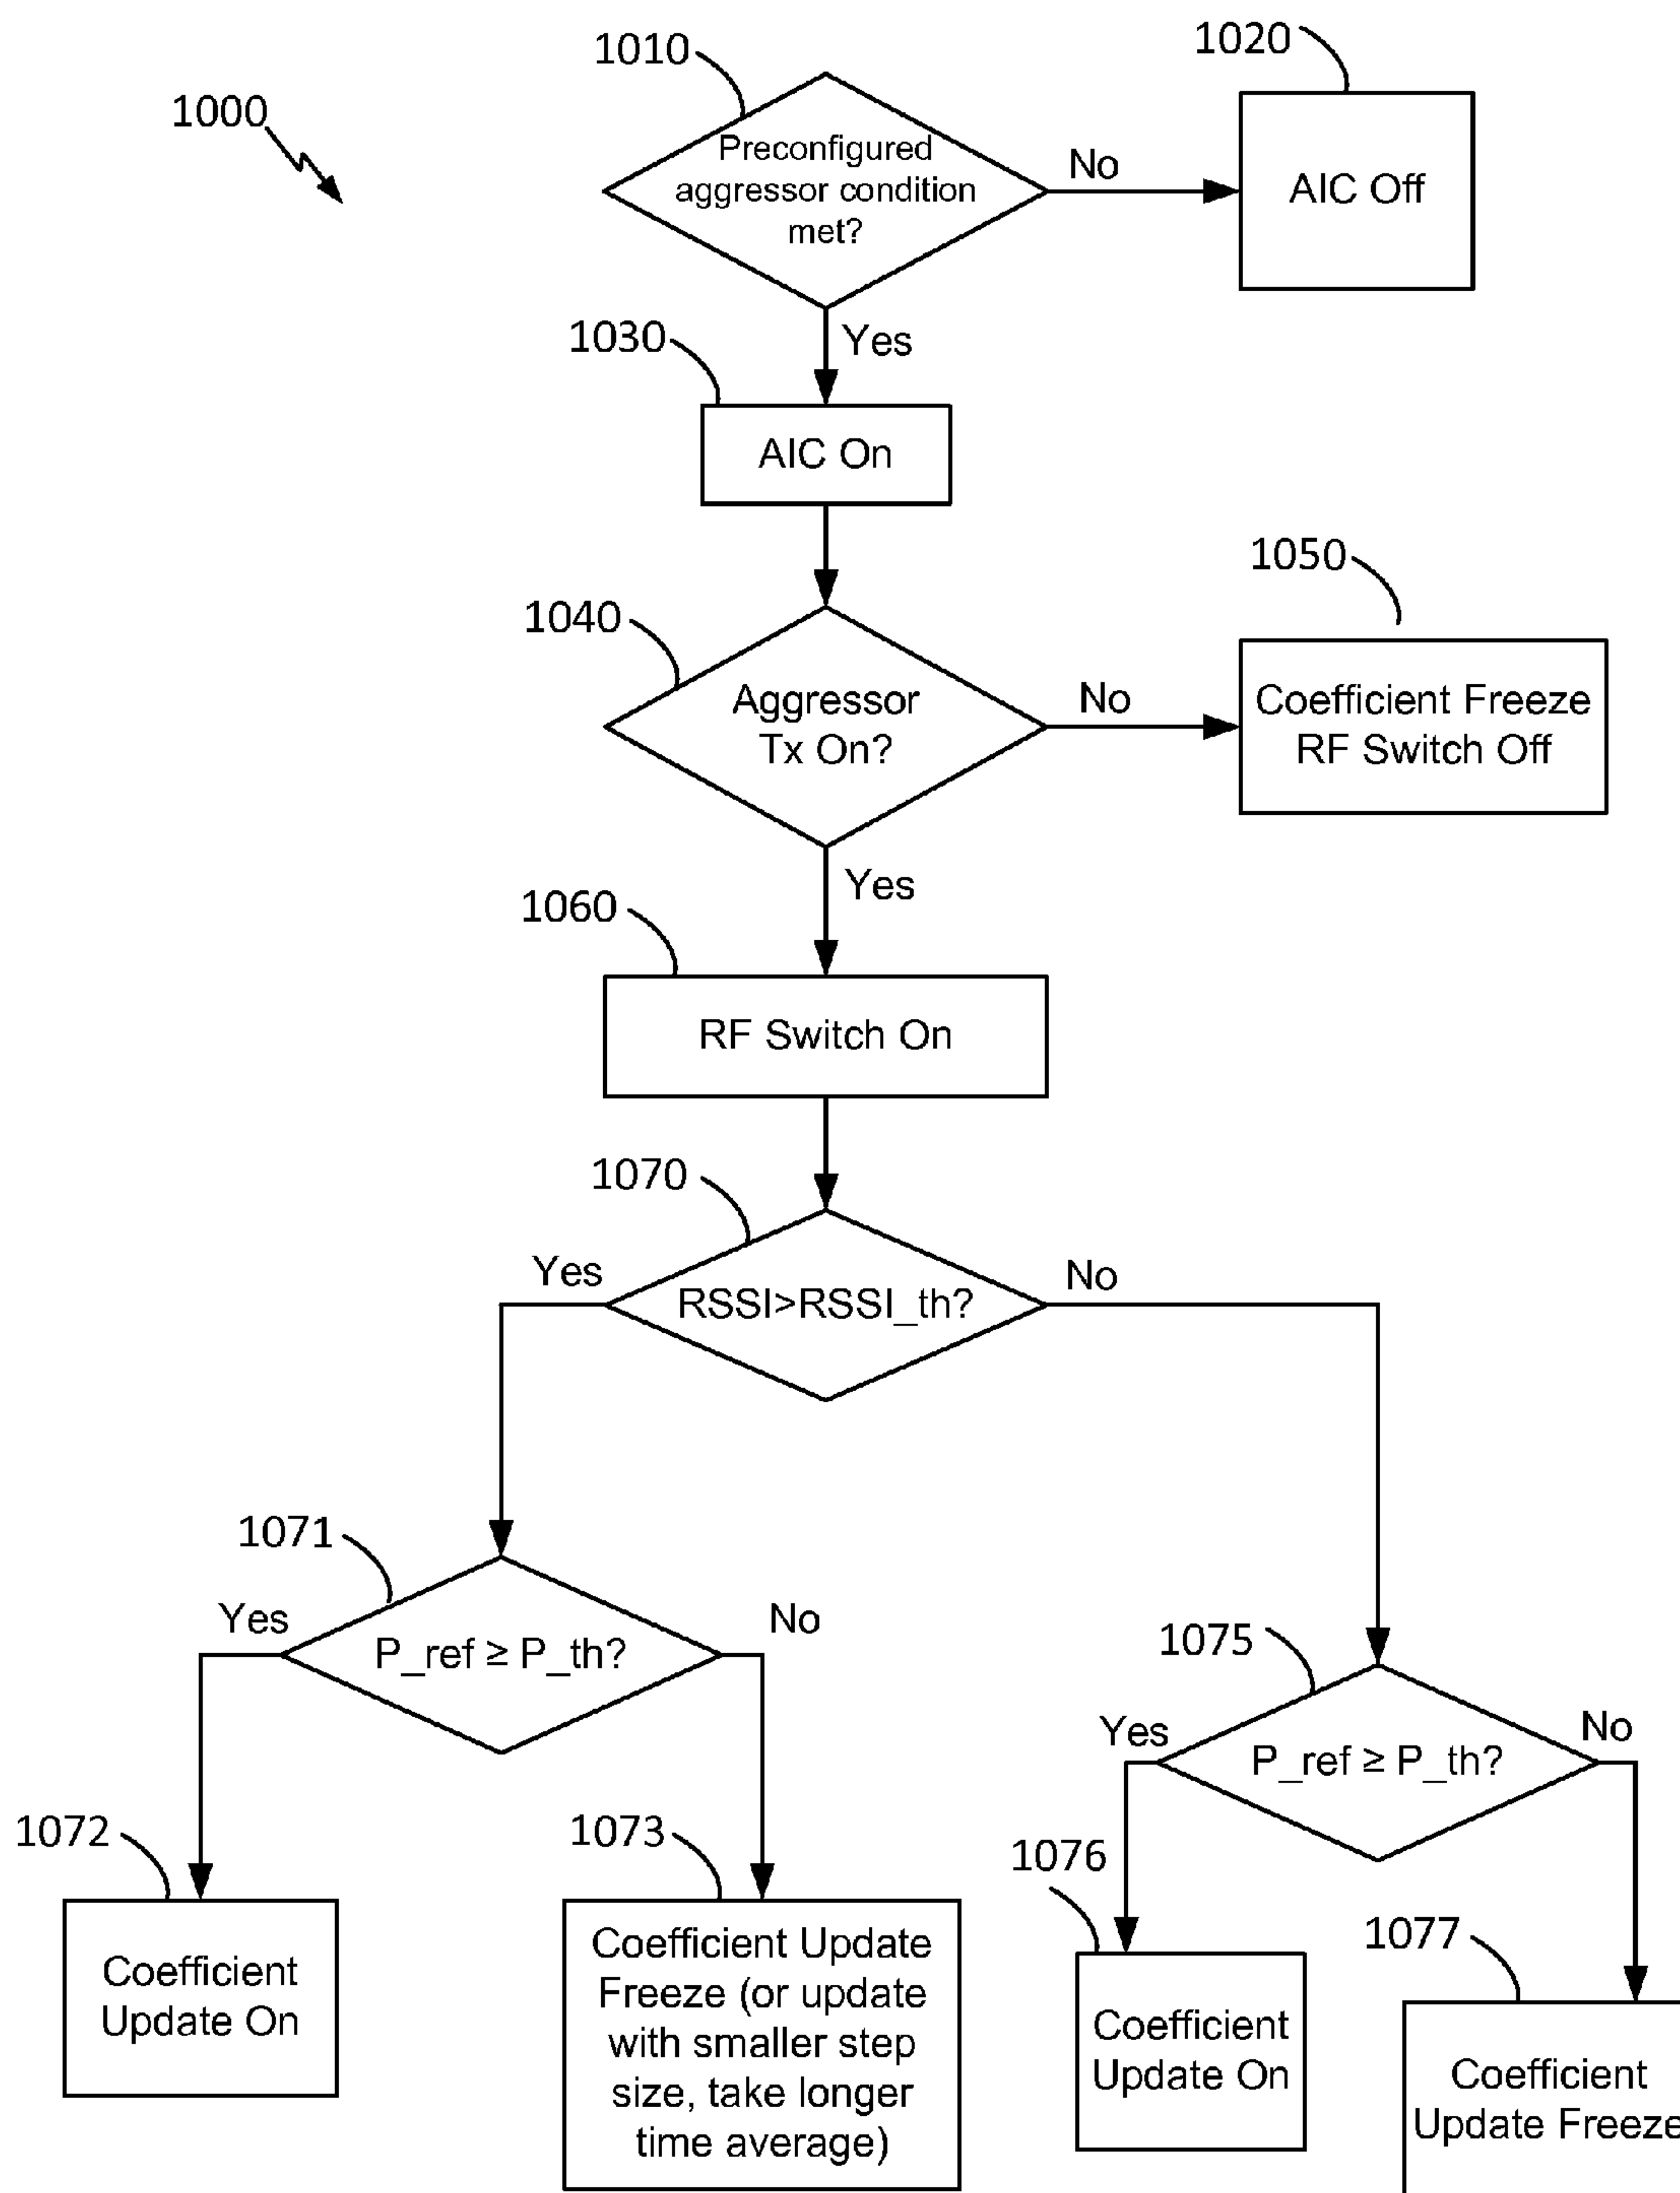 1010
1020
1000
Preconfigured
aggressor condition
met?
No
AIC Off
Yes
1030
AIC On
1050
1040
Aggressor
Tx On?
No
Coefficient Freeze
RF Switch Off
Yes
1060
RF Switch On
1070
Yes
RSSI>RSSI_th?
No
1071
Yes
P_ref ≥ P_th?
No
1075
Yes
P_ref ≥ P_th?
No
1072
1073
1076
1077
Coefficient
Update On
Coefficient Update
Freeze (or update
with smaller step
size, take longer
time average)
Coefficient
Update On
Coefficient
Update Freeze